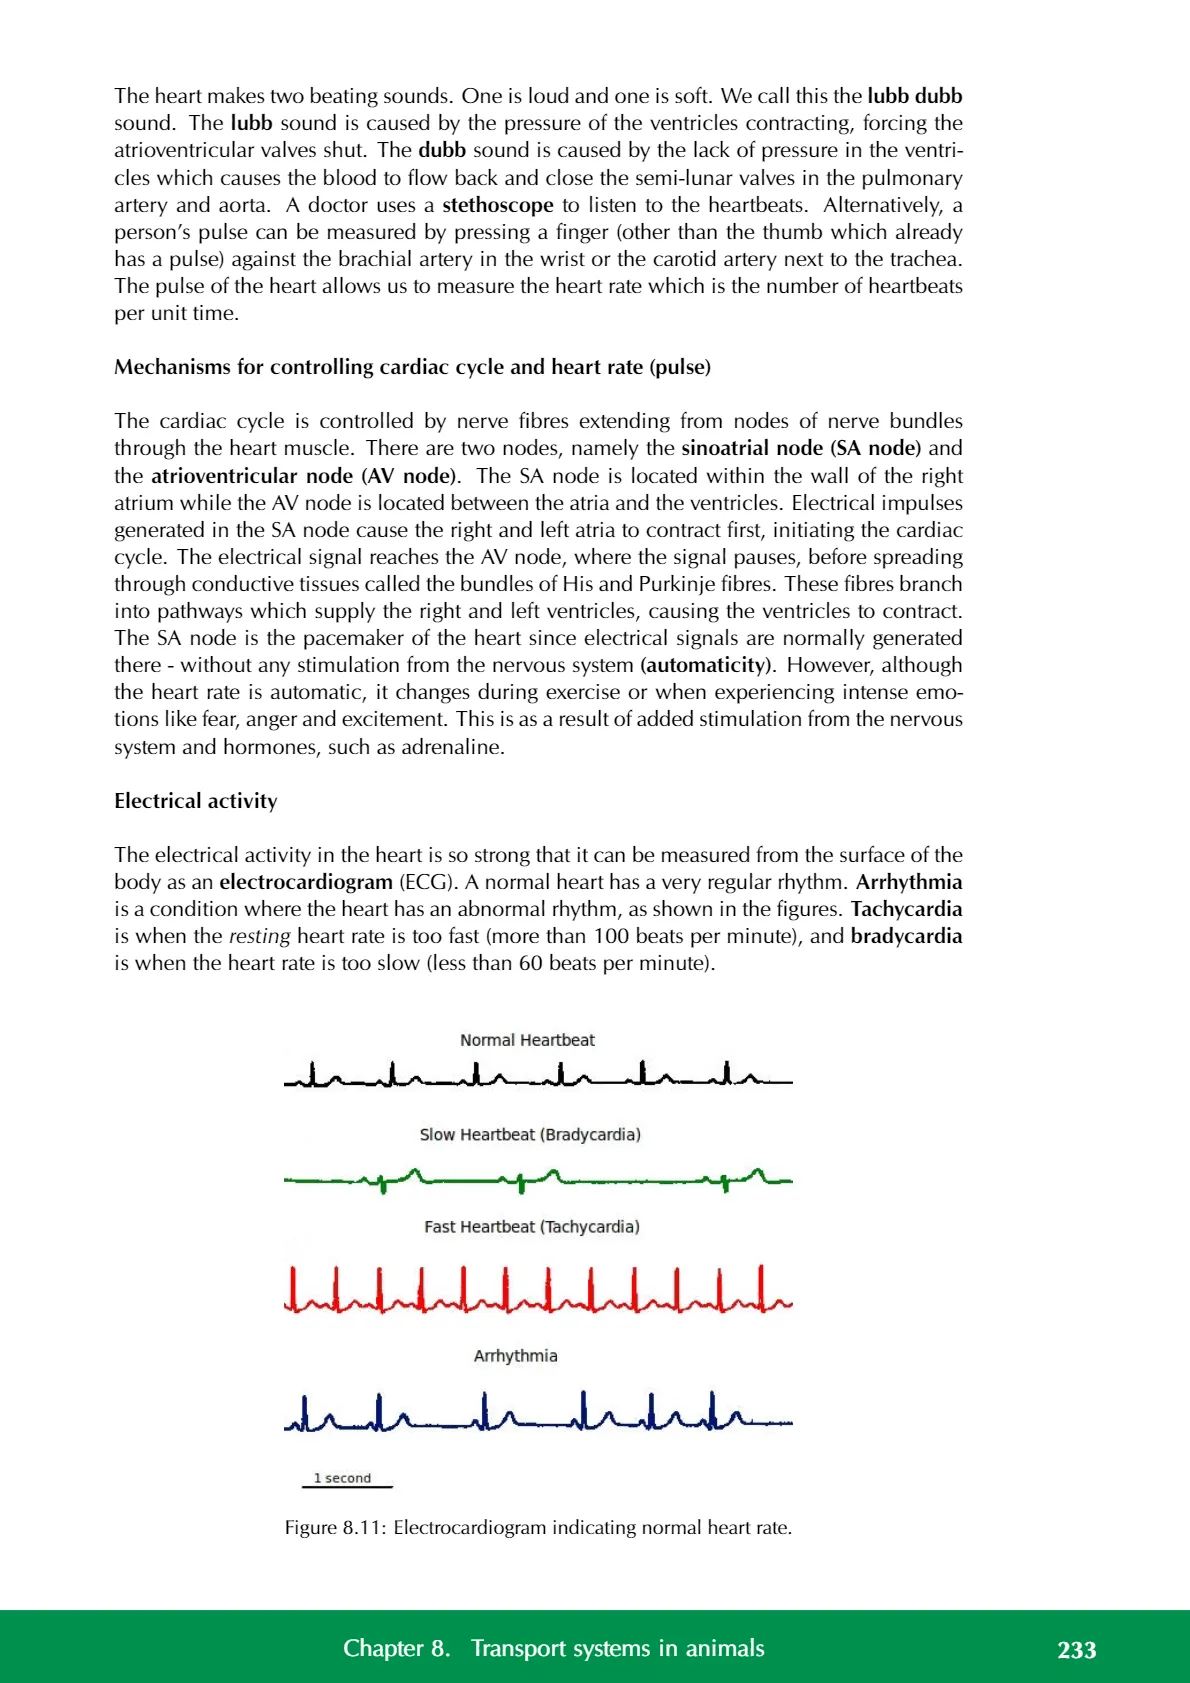 The heart makes two beating sounds. One is loud and one is soft. We call this the lubb dubb
sound. The lubb sound is caused by the pressure of the ventricles contracting, forcing the
atrioventricular valves shut. The dubb sound is caused by the lack of pressure in the ventri-
cles which causes the blood to flow back and close the semi-lunar valves in the pulmonary
artery and aorta. A doctor uses a stethoscope to listen to the heartbeats. Alternatively, a
person's pulse can be measured by pressing a finger (other than the thumb which already
has a pulse) against the brachial artery in the wrist or the carotid artery next to the trachea.
The pulse of the heart allows us to measure the heart rate which is the number of heartbeats
per unit time.
Mechanisms for controlling cardiac cycle and heart rate (pulse)
The cardiac cycle is controlled by nerve fibres extending from nodes of nerve bundles
through the heart muscle. There are two nodes, namely the sinoatrial node (SA node) and
the atrioventricular node (AV node). The SA node is located within the wall of the right
atrium while the AV node is located between the atria and the ventricles. Electrical impulses
generated in the SA node cause the right and left atria to contract first, initiating the cardiac
cycle. The electrical signal reaches the AV node, where the signal pauses, before spreading
through conductive tissues called the bundles of His and Purkinje fibres. These fibres branch
into pathways which supply the right and left ventricles, causing the ventricles to contract.
The SA node is the pacemaker of the heart since electrical signals are normally generated
there - without any stimulation from the nervous system (automaticity). However, although
the heart rate is automatic, it changes during exercise or when experiencing intense emo-
tions like fear, anger and excitement. This is as a result of added stimulation from the nervous
system and hormones, such as adrenaline.
Electrical activity
The electrical activity in the heart is so strong that it can be measured from the surface of the
body as an electrocardiogram (ECG). A normal heart has a very regular rhythm. Arrhythmia
is a condition where the heart has an abnormal rhythm, as shown in the figures. Tachycardia
is when the resting heart rate is too fast (more than 100 beats per minute), and bradycardia
is when the heart rate is too slow (less than 60 beats per minute).
Normal Heartbeat
Slow Heartbeat (Bradycardia)
Fast Heartbeat (Tachycardia)
Arrhythmia
1 second
Figure 8.11: Electrocardiogram indicating normal heart rate.
Chapter 8. Transport systems in animals 233